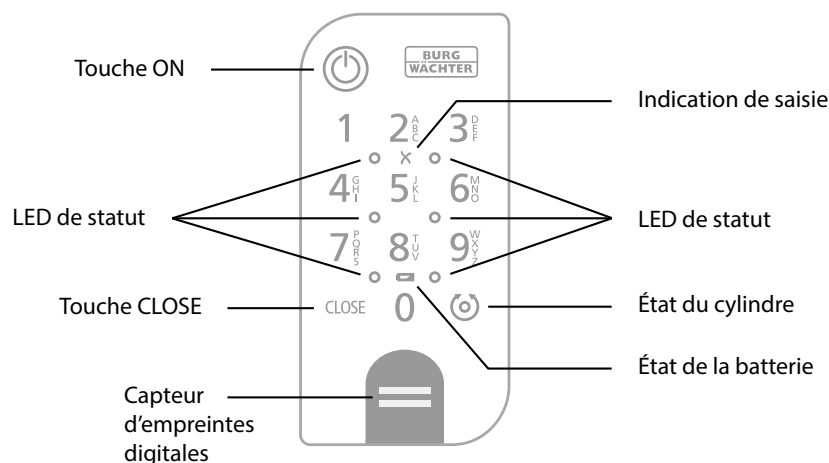 Touche ON
BURG
WÄCHTER
Indication de saisie
1 2 ABC 3 DEF
4 GHI 5 JKL 6 MNO
LED de statut
LED de statut
7 PQRS 8 TUV 9 WXYZ
Touche CLOSE
CLOSE 0
État du cylindre
État de la batterie
Capteur
d’empreintes
digitales